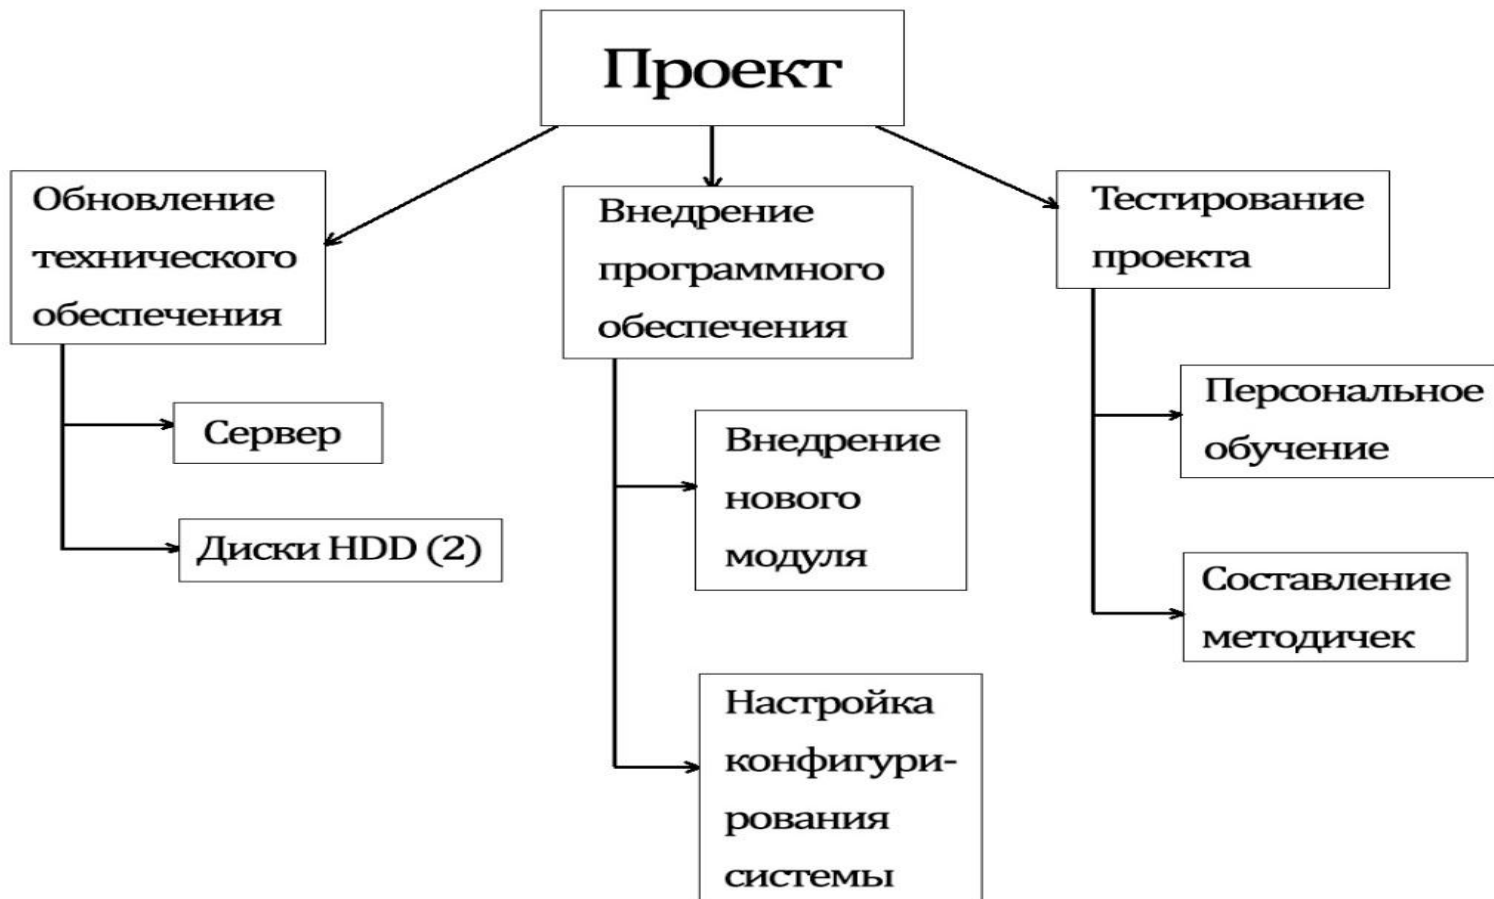 Проект
Обновление
технического
обеспечения
Сервер
Диски HDD (2)
Внедрение
программного
обеспечения
Внедрение
нового
модуля
Настройка
конфигури-
рования
системы
Тестирование
проекта
Персональное
обучение
Составление
методичек